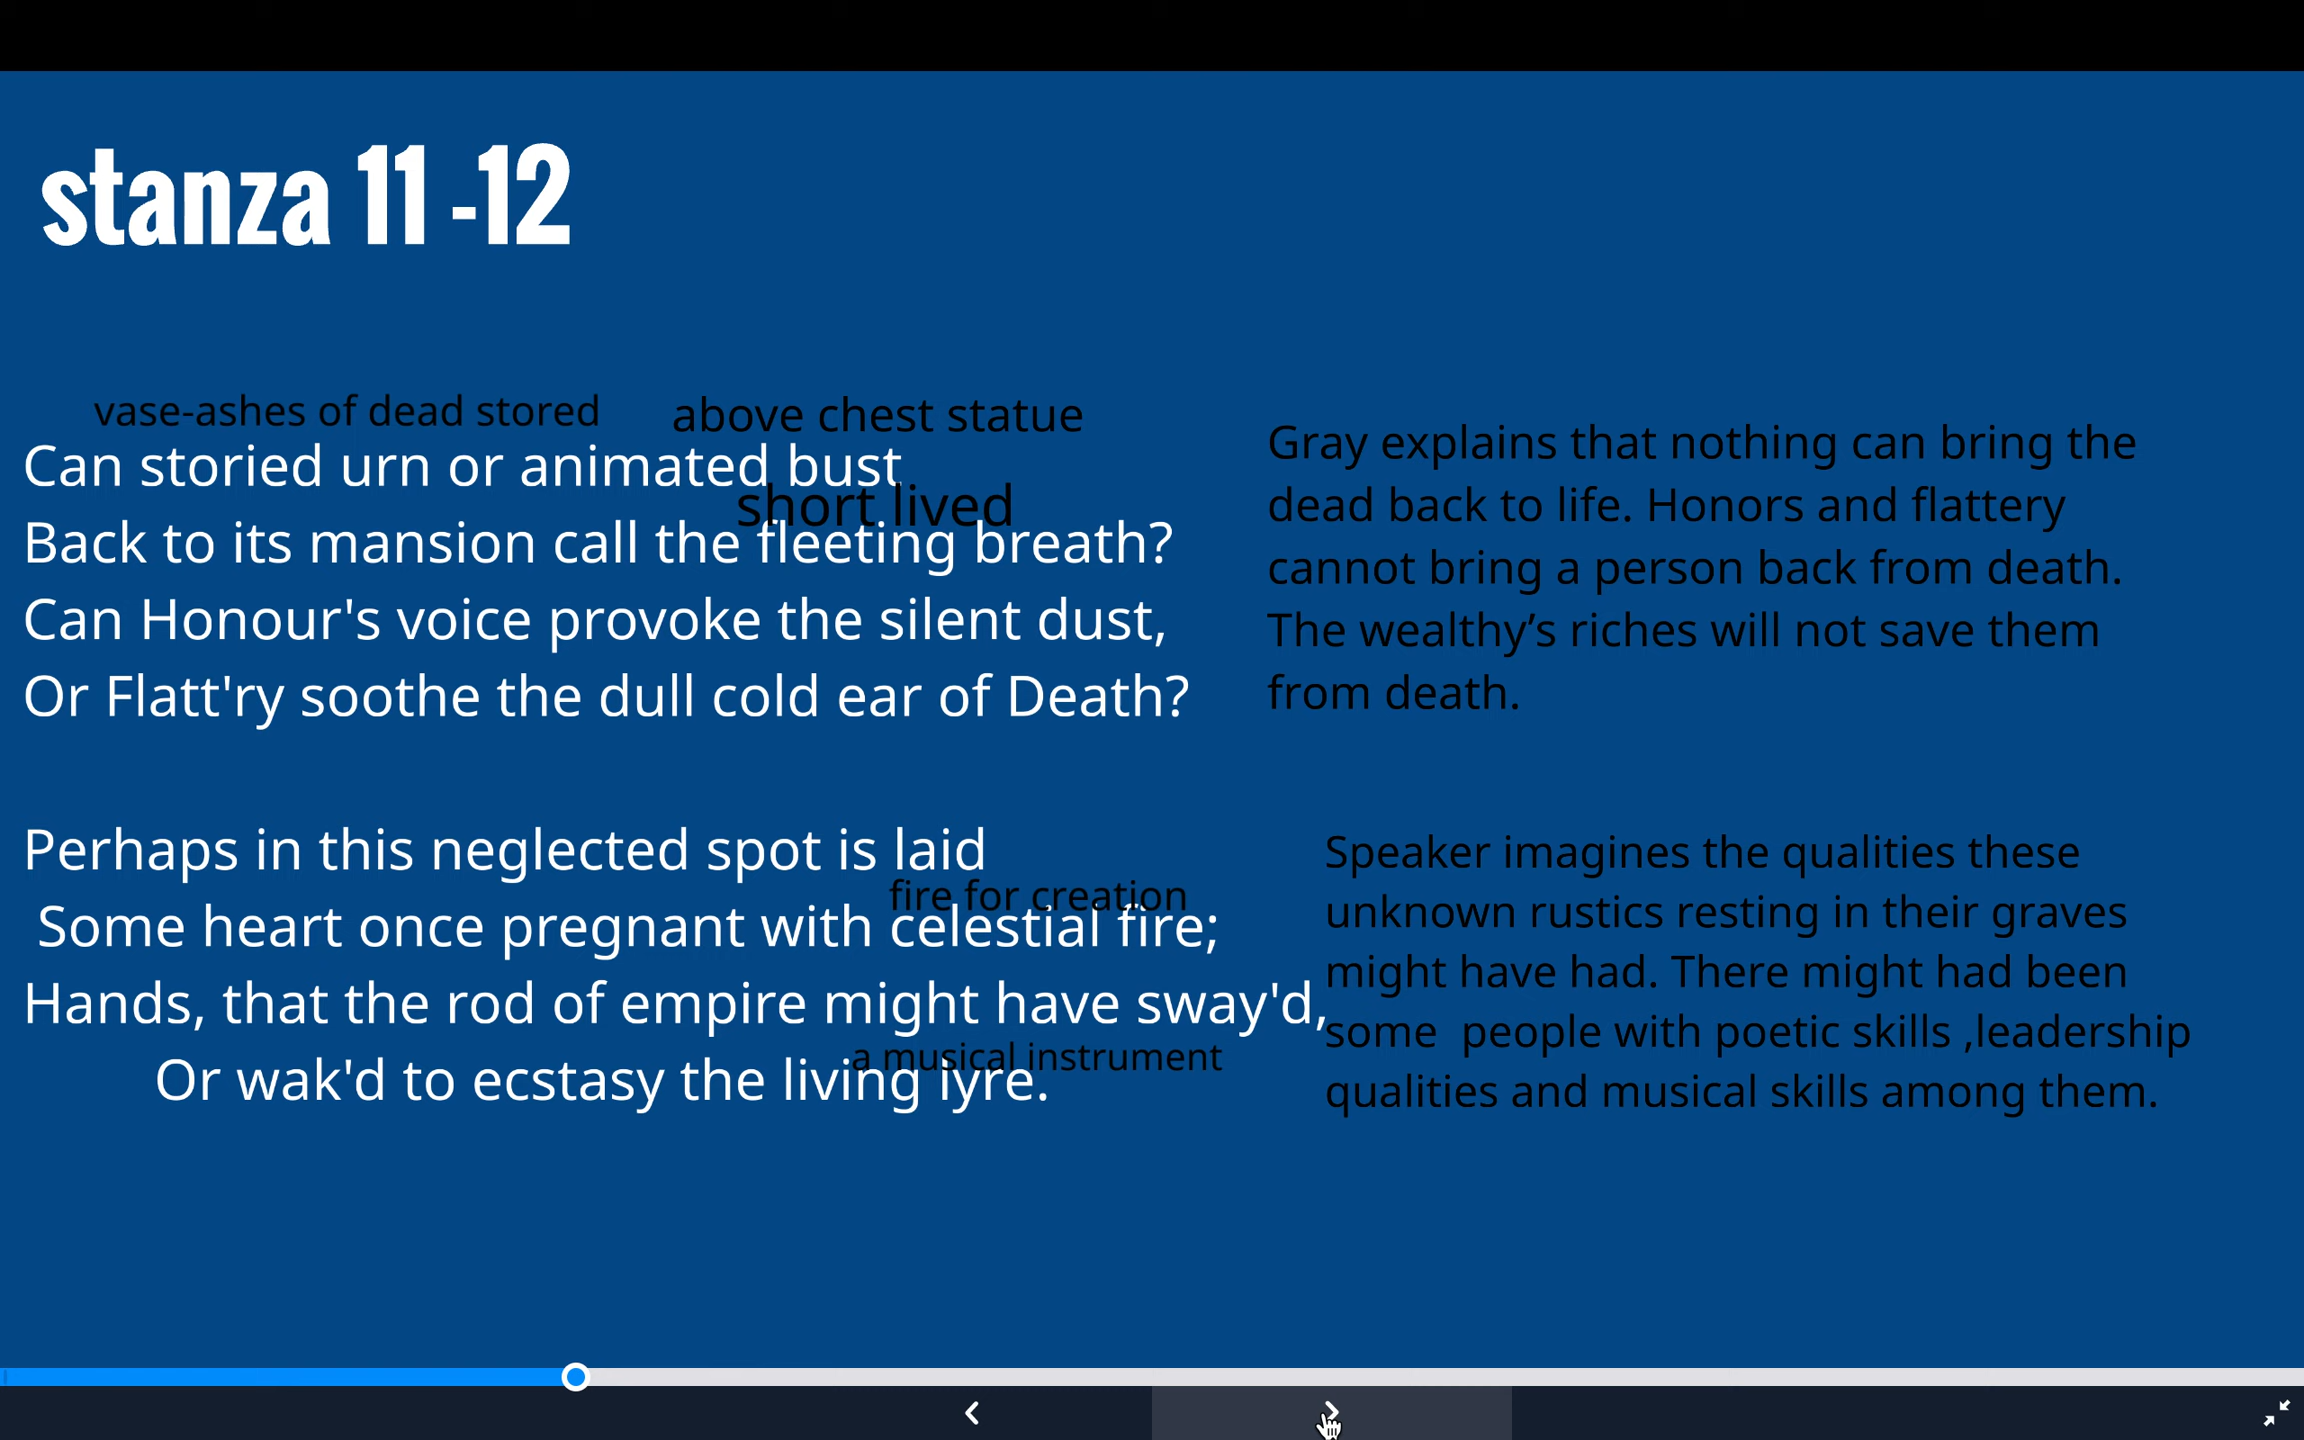 stanza 11 -12
vase-ashes of dead stored
above chest statue
Can storied urn or animated bust
short lived
Back to its mansion call the fleeting breath?
Can Honour's voice provoke the silent dust,
Or Flatt'ry soothe the dull cold ear of Death?
Gray explains that nothing can bring the
dead back to life. Honors and flattery
cannot bring a person back from death.
The wealthy’s riches will not save them
from death.
Perhaps in this neglected spot is laid
fire for creation
Some heart once pregnant with celestial fire;
Hands, that the rod of empire might have sway'd,
a musical instrument
Or wak'd to ecstasy the living lyre.
Speaker imagines the qualities these
unknown rustics resting in their graves
might have had. There might had been
some  people with poetic skills ,leadership
qualities and musical skills among them.